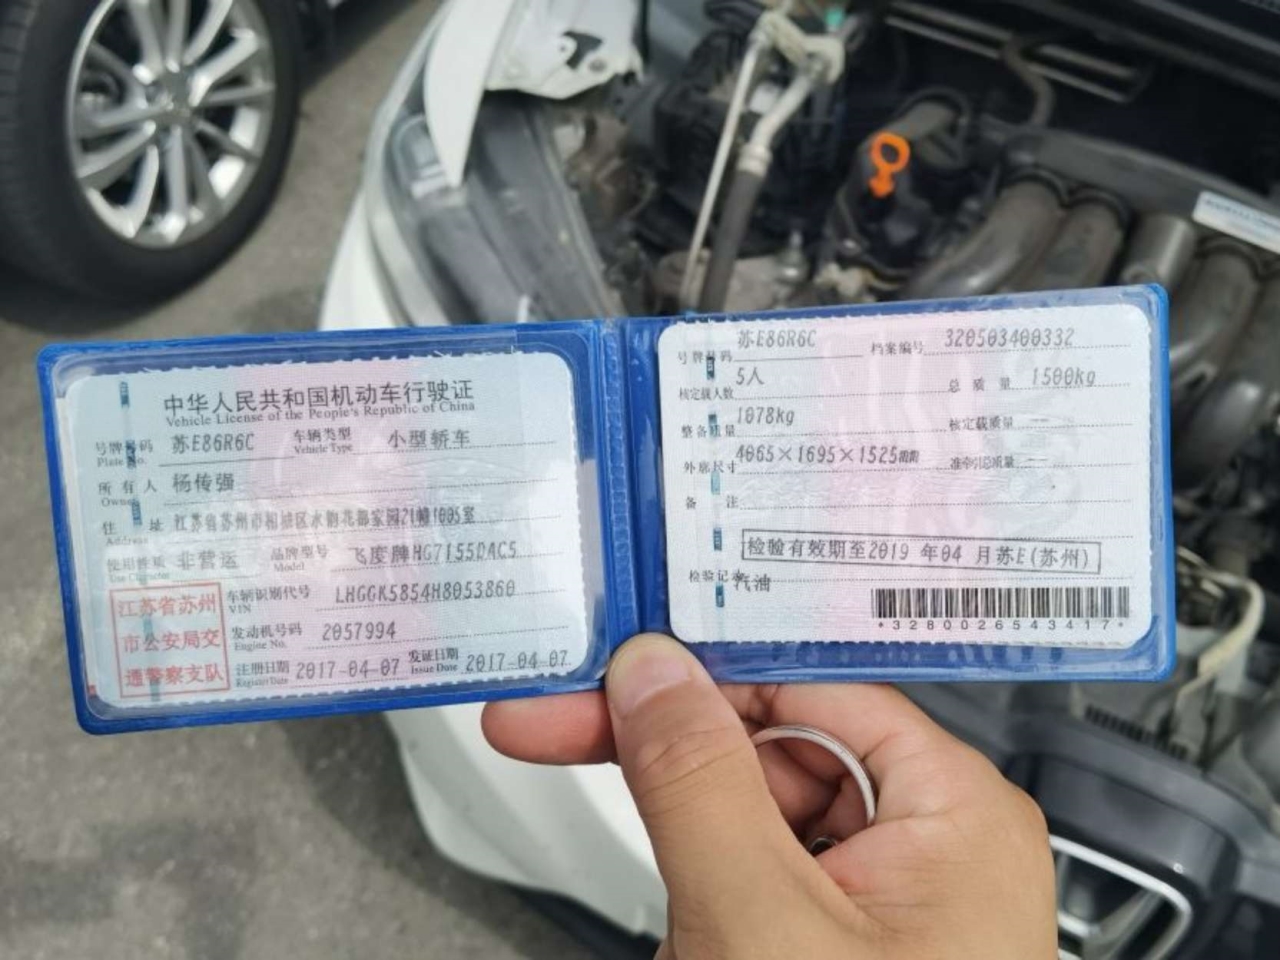 中华人民共和国机动车行驶证
Vehicle License of the People's Republic of China
号牌号码 Plate No. 苏E86R6C 车辆类型 Vehicle Type 小型轿车
所有人 Owner 杨传强
住址 Address 江苏省苏州市相城区水韵花都家园21幢1005室
使用性质 Use Character 非营运 品牌型号 Model 飞度牌HG7155DAC5
车辆识别代号 VIN LHGGK5854H8053860
发动机号码 Engine No. 2057994
注册日期 Register Date 2017-04-07 发证日期 Issue Date 2017-04-07
江苏省苏州
市公安局交
通警察支队
号牌号码 苏E86R6C 档案编号 320503400332
核定载人数 5人 总质量 1500kg
整备质量 1078kg 核定载质量 —
外廓尺寸 4065×1695×1525mm 准牵引总质量 —
备注
检验有效期至2019年04月苏E(苏州)
检验记录 汽油
*3280026543417*